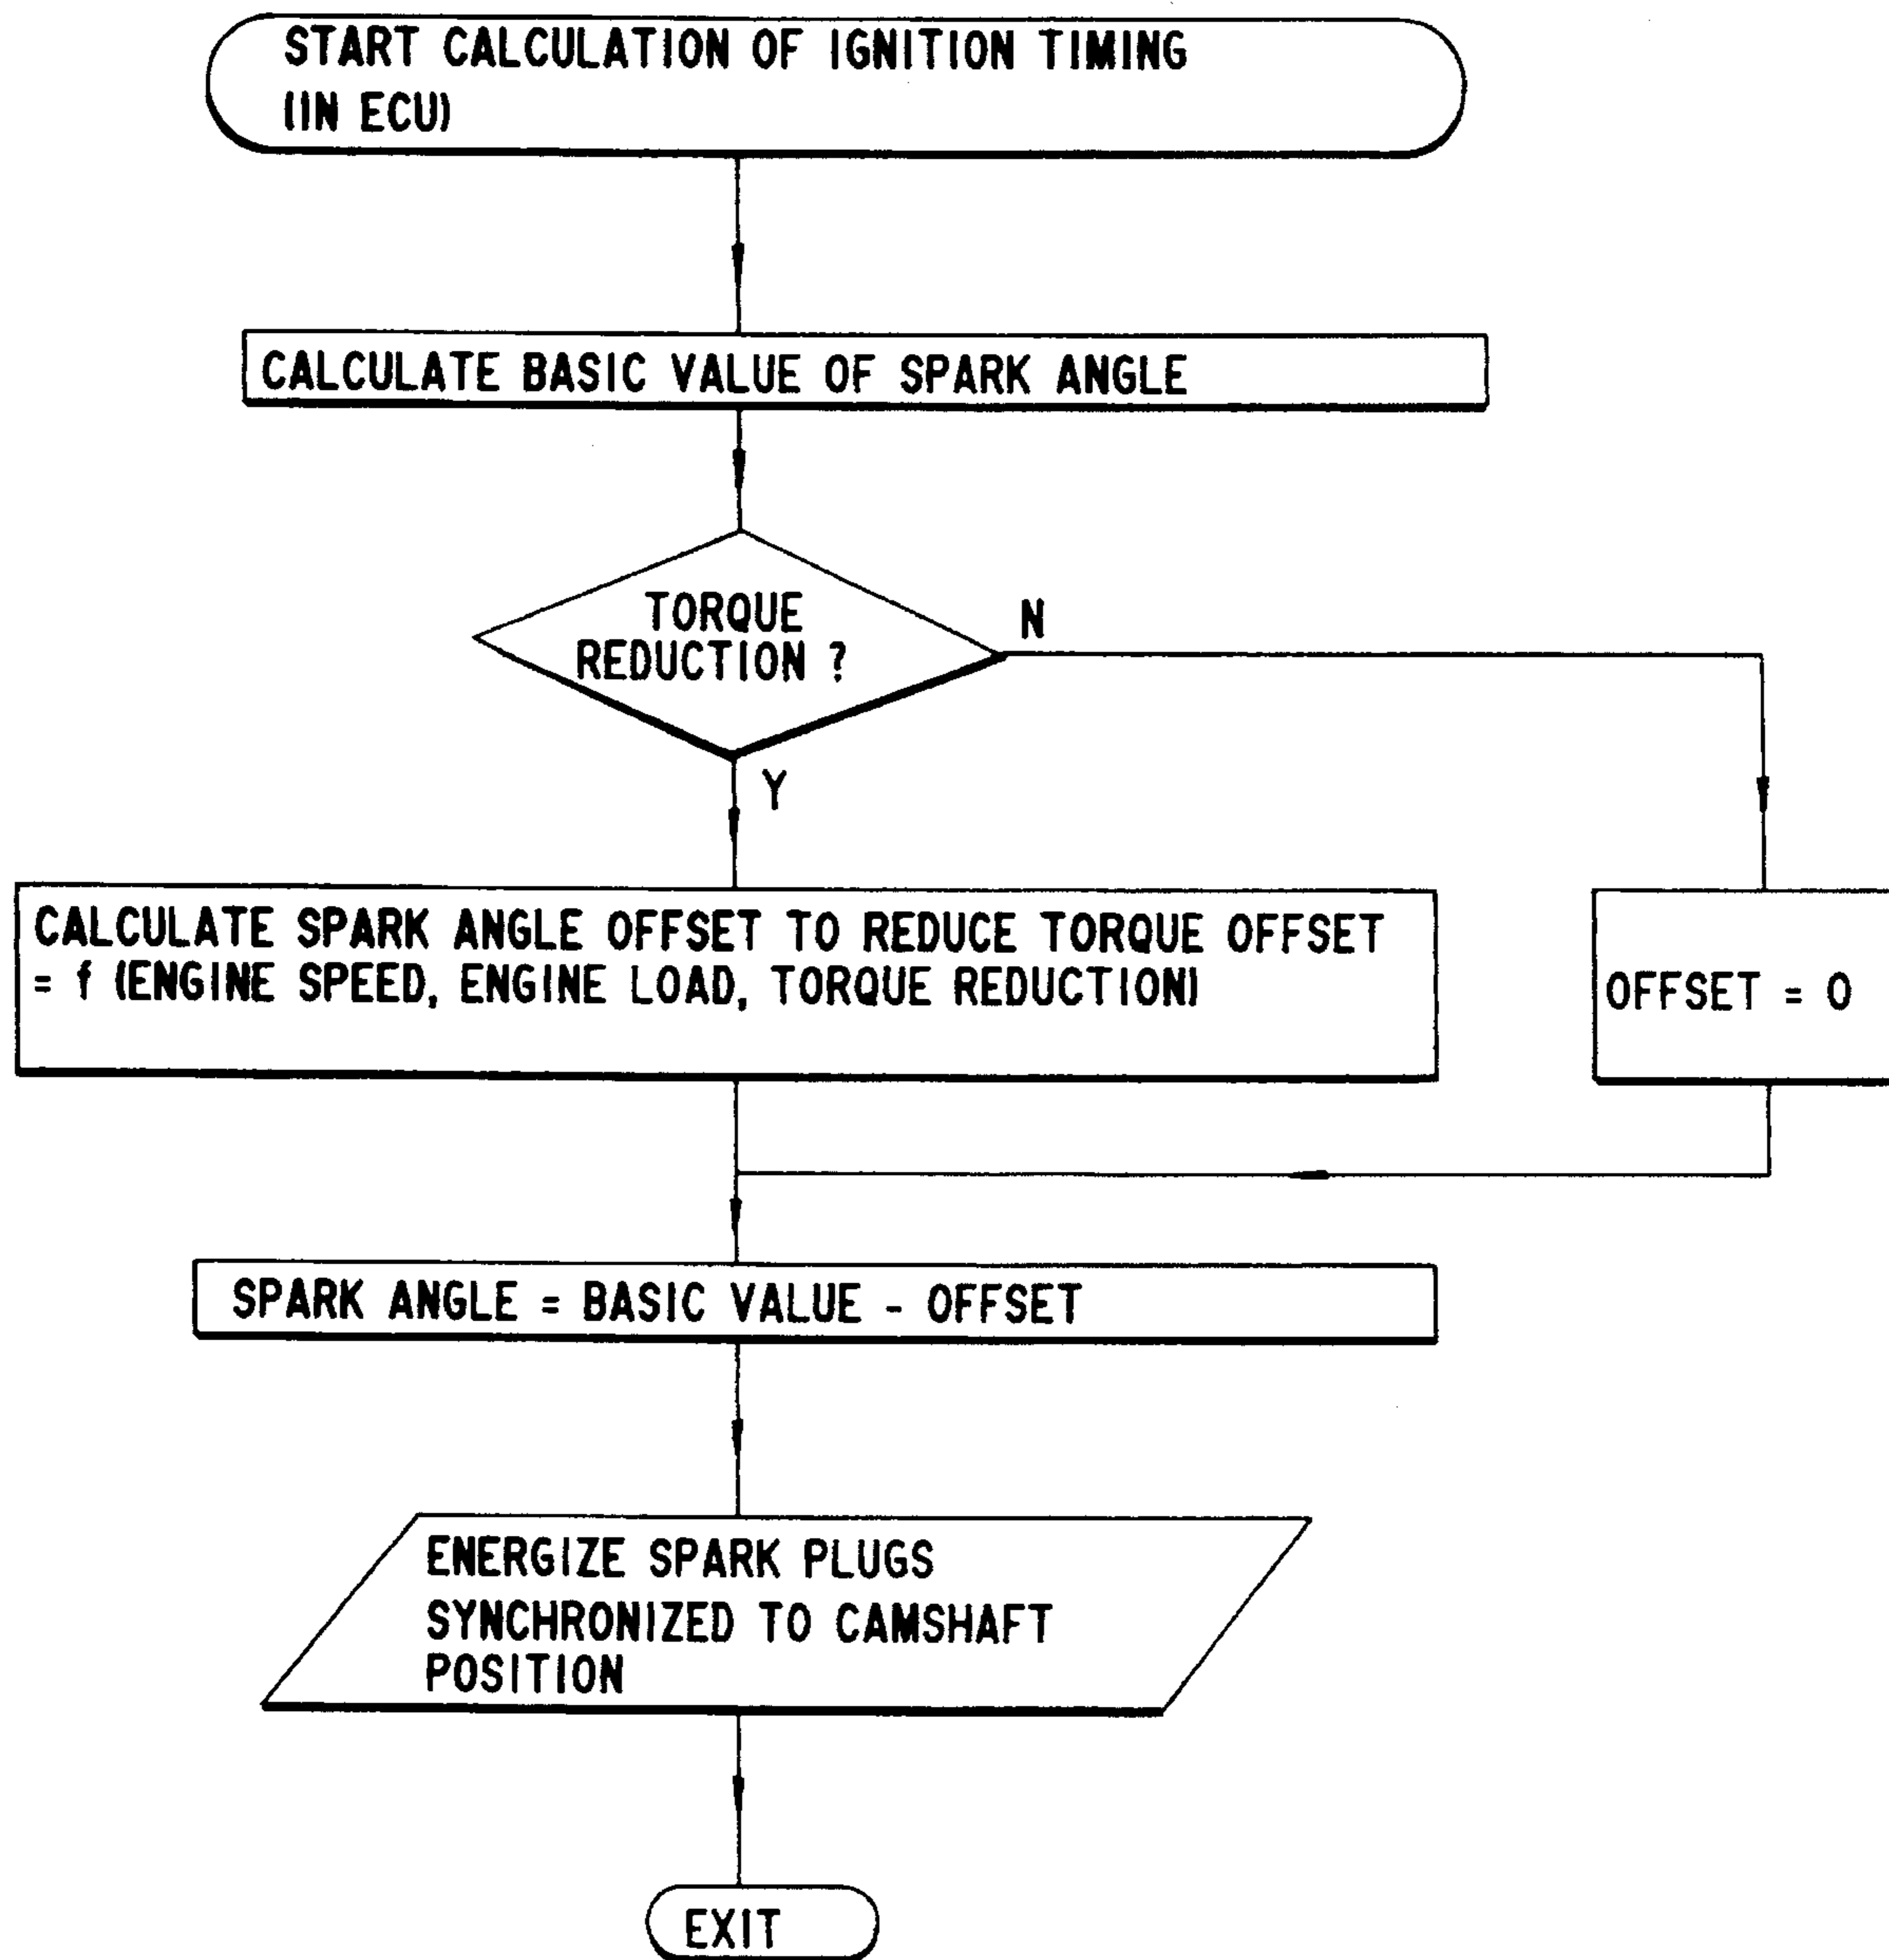 START CALCULATION OF IGNITION TIMING
(IN ECU)
CALCULATE BASIC VALUE OF SPARK ANGLE
TORQUE
REDUCTION ?
N
Y
CALCULATE SPARK ANGLE OFFSET TO REDUCE TORQUE OFFSET
= f (ENGINE SPEED, ENGINE LOAD, TORQUE REDUCTION)
OFFSET = 0
SPARK ANGLE = BASIC VALUE - OFFSET
ENERGIZE SPARK PLUGS
SYNCHRONIZED TO CAMSHAFT
POSITION
EXIT